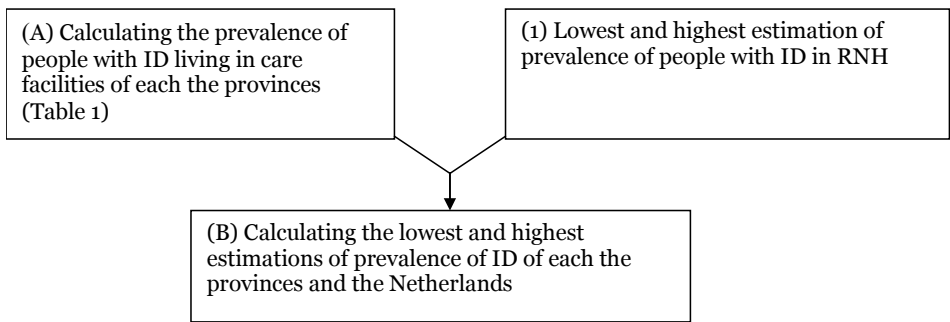 (A) Calculating the prevalence of
people with ID living in care
facilities of each the provinces
(Table 1)
(1) Lowest and highest estimation of
prevalence of people with ID in RNH
(B) Calculating the lowest and highest
estimations of prevalence of ID of each the
provinces and the Netherlands